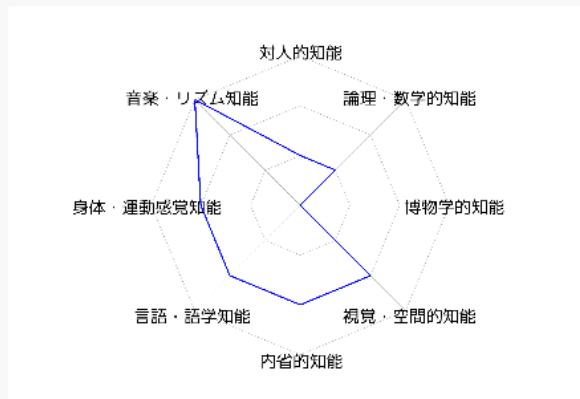 対人的知能
音楽・リズム知能
論理・数学的知能
身体・運動感覚知能
博物学的知能
言語・語学知能
視覚・空間的知能
内省的知能